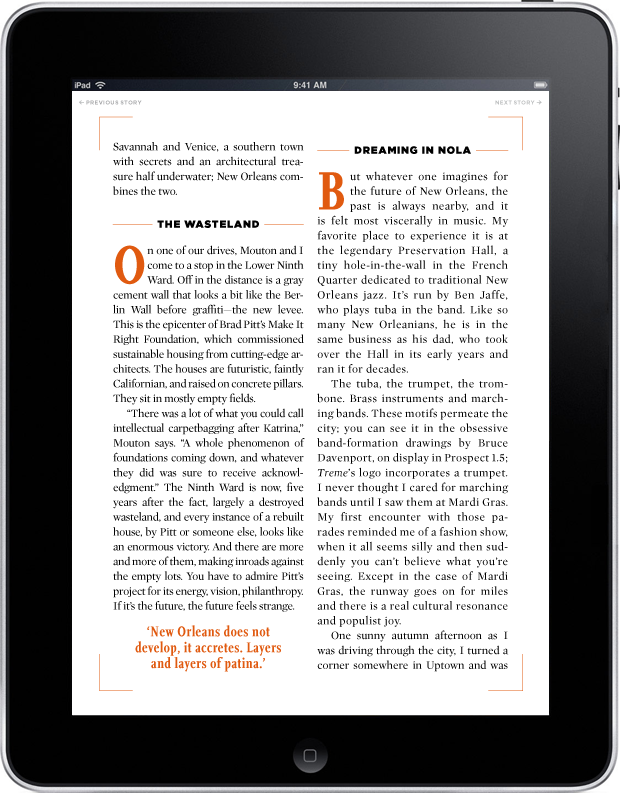 iPad
9:41 AM
← PREVIOUS STORY
NEXT STORY →
Savannah and Venice, a southern town
with secrets and an architectural trea-
sure half underwater; New Orleans com-
bines the two.
THE WASTELAND
On one of our drives, Mouton and I
come to a stop in the Lower Ninth
Ward. Off in the distance is a gray
cement wall that looks a bit like the Ber-
lin Wall before graffiti—the new levee.
This is the epicenter of Brad Pitt's Make It
Right Foundation, which commissioned
sustainable housing from cutting-edge ar-
chitects. The houses are futuristic, faintly
Californian, and raised on concrete pillars.
They sit in mostly empty fields.
“There was a lot of what you could call
intellectual carpetbagging after Katrina,”
Mouton says. “A whole phenomenon of
foundations coming down, and whatever
they did was sure to receive acknowl-
edgment.” The Ninth Ward is now, five
years after the fact, largely a destroyed
wasteland, and every instance of a rebuilt
house, by Pitt or someone else, looks like
an enormous victory. And there are more
and more of them, making inroads against
the empty lots. You have to admire Pitt's
project for its energy, vision, philanthropy.
If it's the future, the future feels strange.
‘New Orleans does not
develop, it accretes. Layers
and layers of patina.’
DREAMING IN NOLA
But whatever one imagines for
the future of New Orleans, the
past is always nearby, and it
is felt most viscerally in music. My
favorite place to experience it is at
the legendary Preservation Hall, a
tiny hole-in-the-wall in the French
Quarter dedicated to traditional New
Orleans jazz. It's run by Ben Jaffe,
who plays tuba in the band. Like so
many New Orleanians, he is in the
same business as his dad, who took
over the Hall in its early years and
ran it for decades.
The tuba, the trumpet, the trom-
bone. Brass instruments and march-
ing bands. These motifs permeate the
city; you can see it in the obsessive
band-formation drawings by Bruce
Davenport, on display in Prospect 1.5;
Treme's logo incorporates a trumpet.
I never thought I cared for marching
bands until I saw them at Mardi Gras.
My first encounter with those pa-
rades reminded me of a fashion show,
when it all seems silly and then sud-
denly you can't believe what you're
seeing. Except in the case of Mardi
Gras, the runway goes on for miles
and there is a real cultural resonance
and populist joy.
One sunny autumn afternoon as I
was driving through the city, I turned a
corner somewhere in Uptown and was